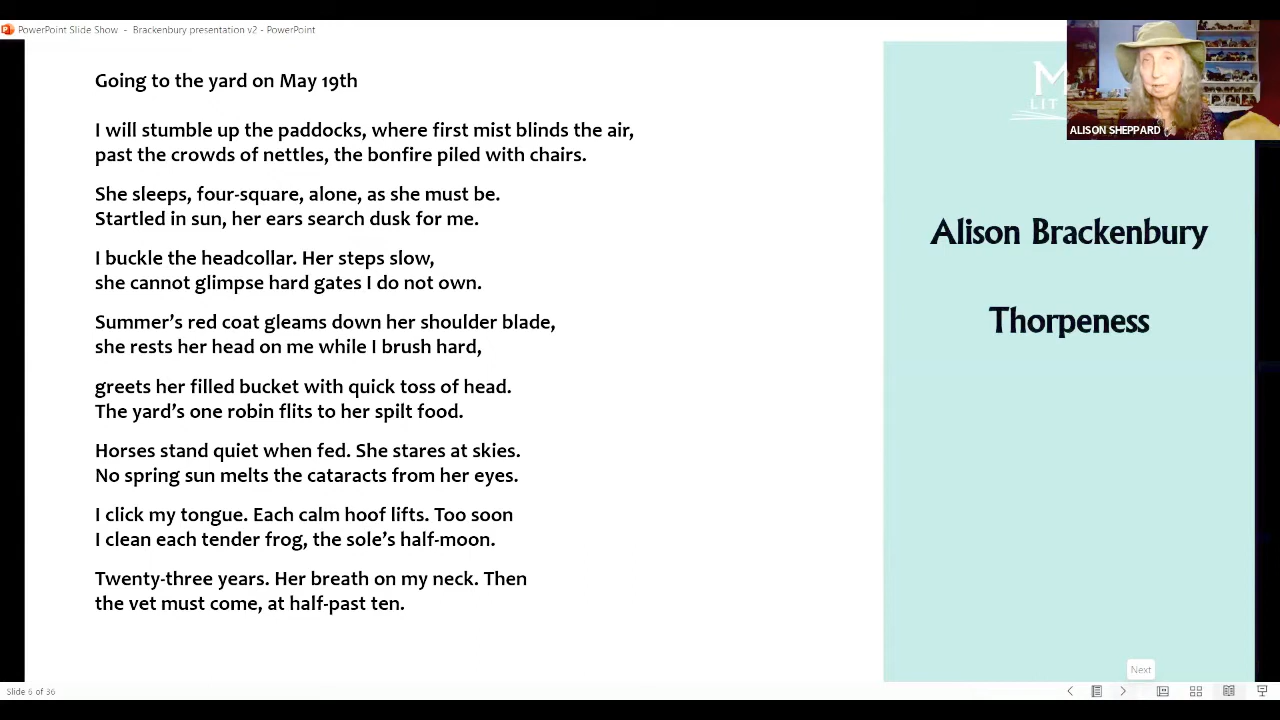 PowerPoint Slide Show - Brackenbury presentation v2 - PowerPoint
Going to the yard on May 19th
I will stumble up the paddocks, where first mist blinds the air,
past the crowds of nettles, the bonfire piled with chairs.
She sleeps, four-square, alone, as she must be.
Startled in sun, her ears search dusk for me.
I buckle the headcollar. Her steps slow,
she cannot glimpse hard gates I do not own.
Summer’s red coat gleams down her shoulder blade,
she rests her head on me while I brush hard,
greets her filled bucket with quick toss of head.
The yard’s one robin flits to her spilt food.
Horses stand quiet when fed. She stares at skies.
No spring sun melts the cataracts from her eyes.
I click my tongue. Each calm hoof lifts. Too soon
I clean each tender frog, the sole’s half-moon.
Twenty-three years. Her breath on my neck. Then
the vet must come, at half-past ten.
M
LIT
ALISON SHEPPARD
Alison Brackenbury
Thorpeness
Next
Slide 6 of 36